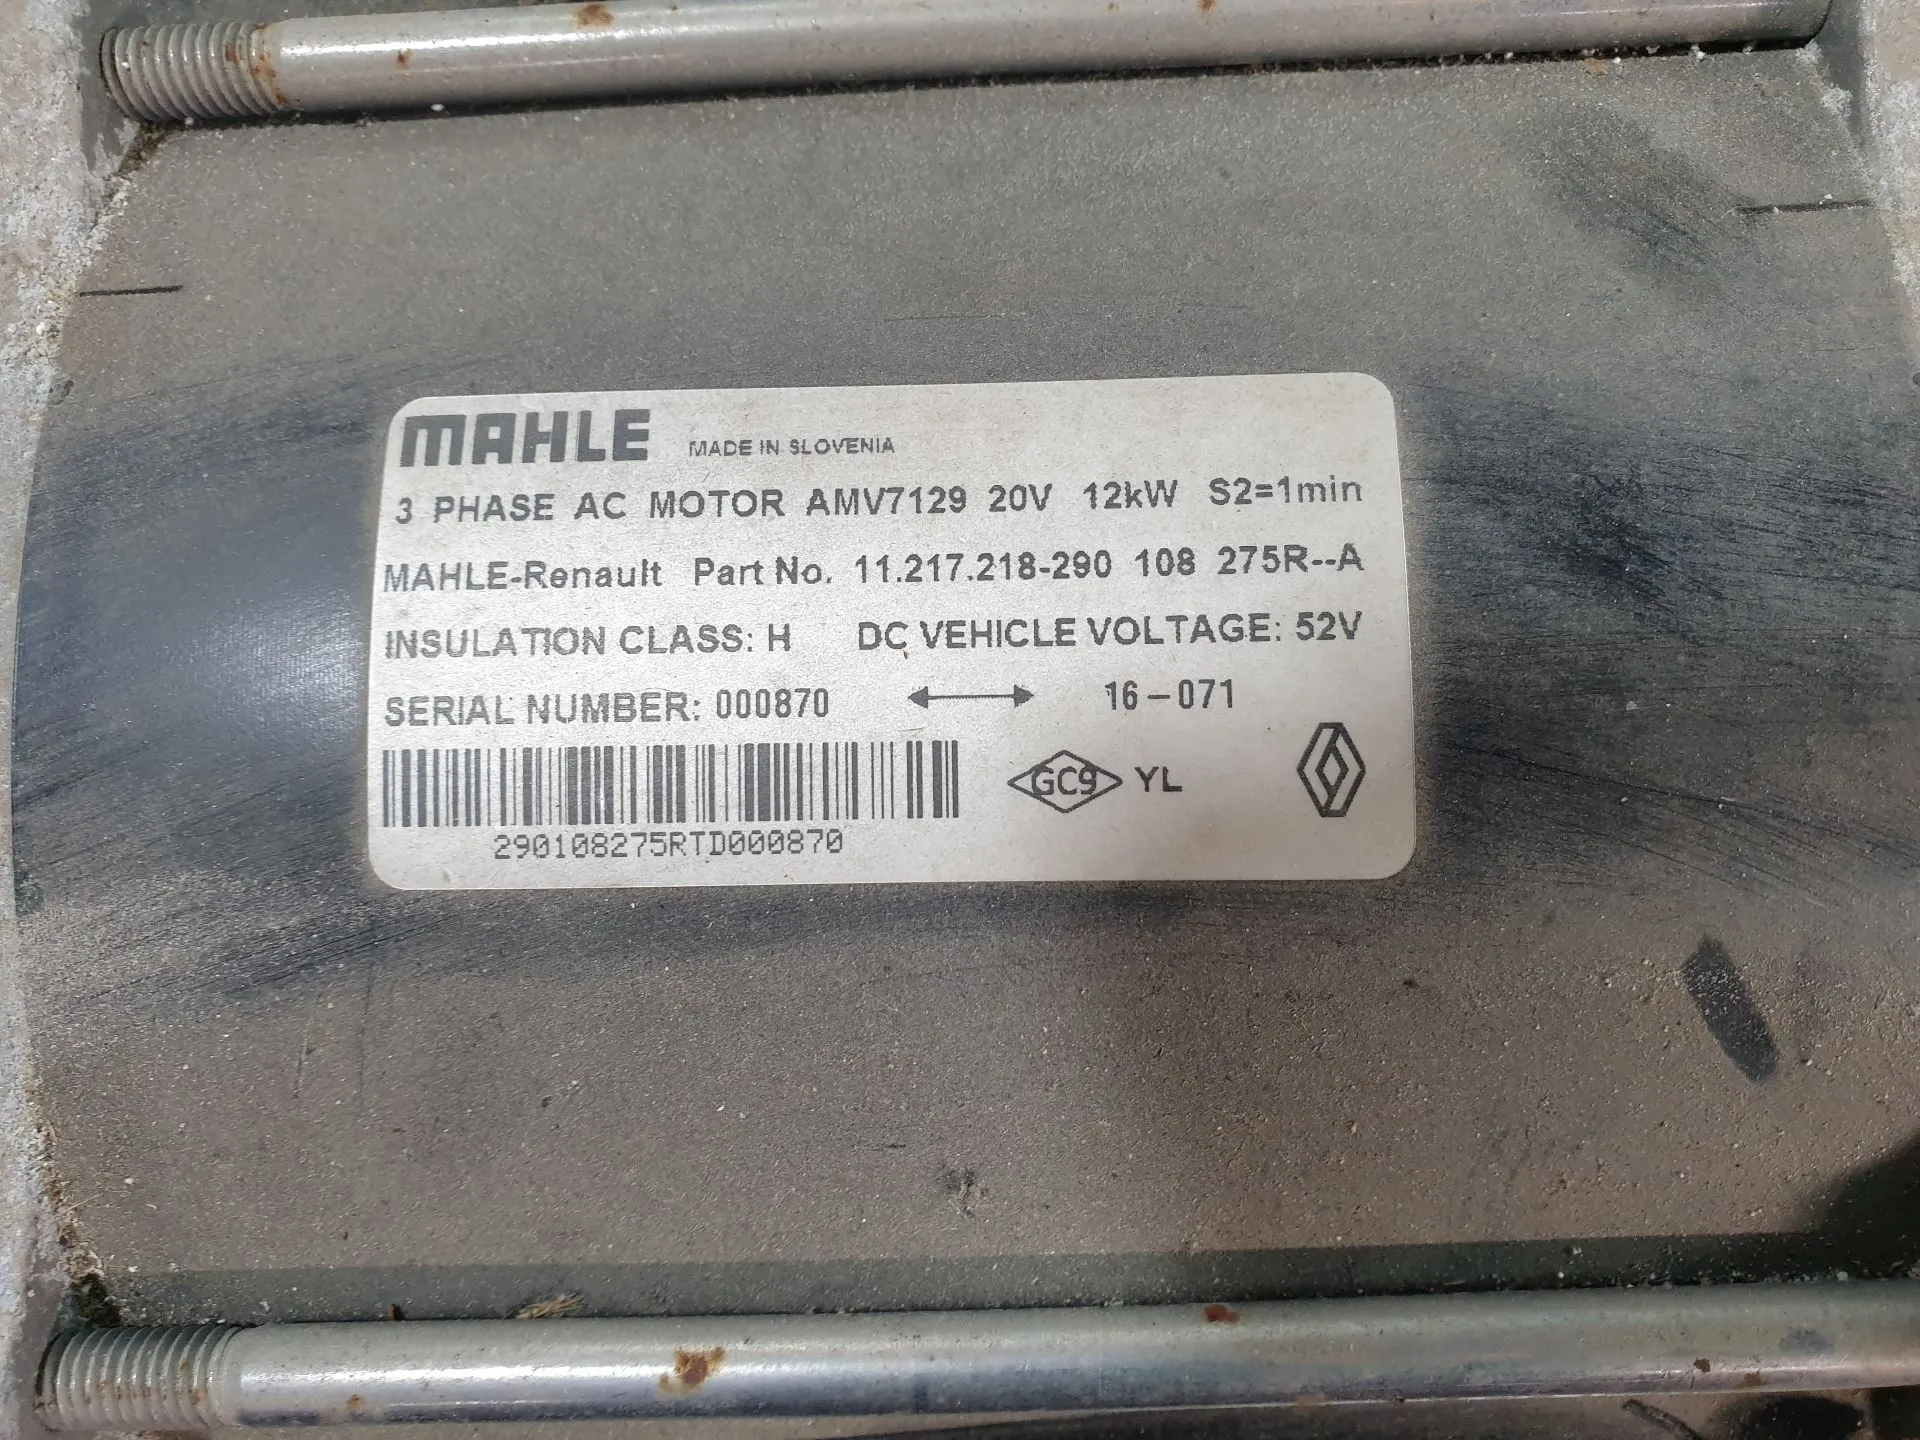 MAHLE MADE IN SLOVENIA
3 PHASE AC MOTOR AMV7129 20V 12kW S2=1min
MAHLE-Renault Part No. 11.217.218-290 108 275R--A
INSULATION CLASS: H DC VEHICLE VOLTAGE: 52V
SERIAL NUMBER: 000870 16-071
GC9 YL
290108275RTD000870